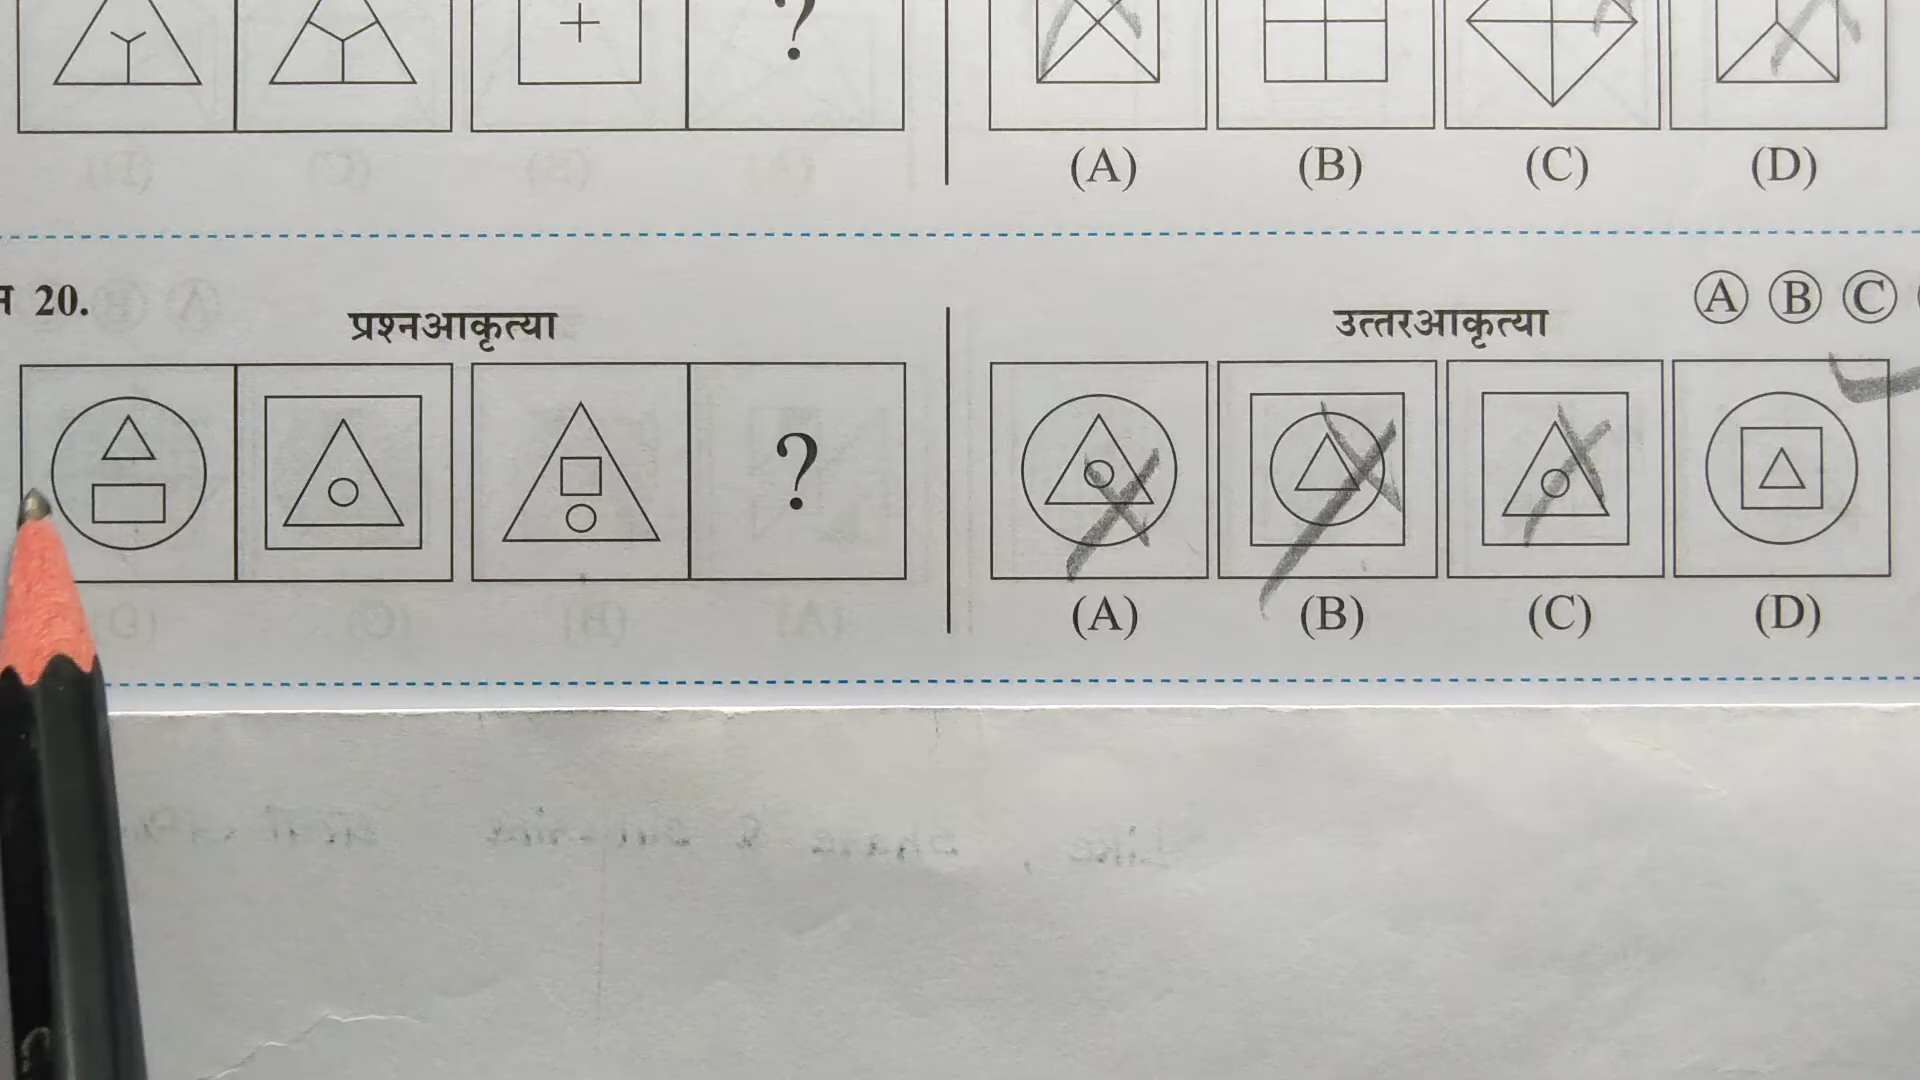 ?
(A) (B) (C) (D)
20.
प्रश्नआकृत्या
उत्तरआकृत्या
A B C
?
(A) (B) (C) (D)